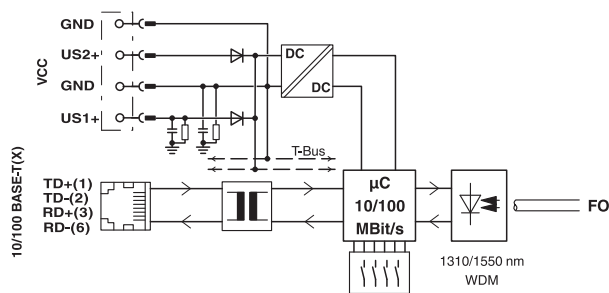 GND
US2+
GND
US1+
VCC
DC
DC
T-Bus
10/100 BASE-T(X)
TD+(1)
TD-(2)
RD+(3)
RD-(6)
µC
10/100
MBit/s
FO
1310/1550 nm
WDM